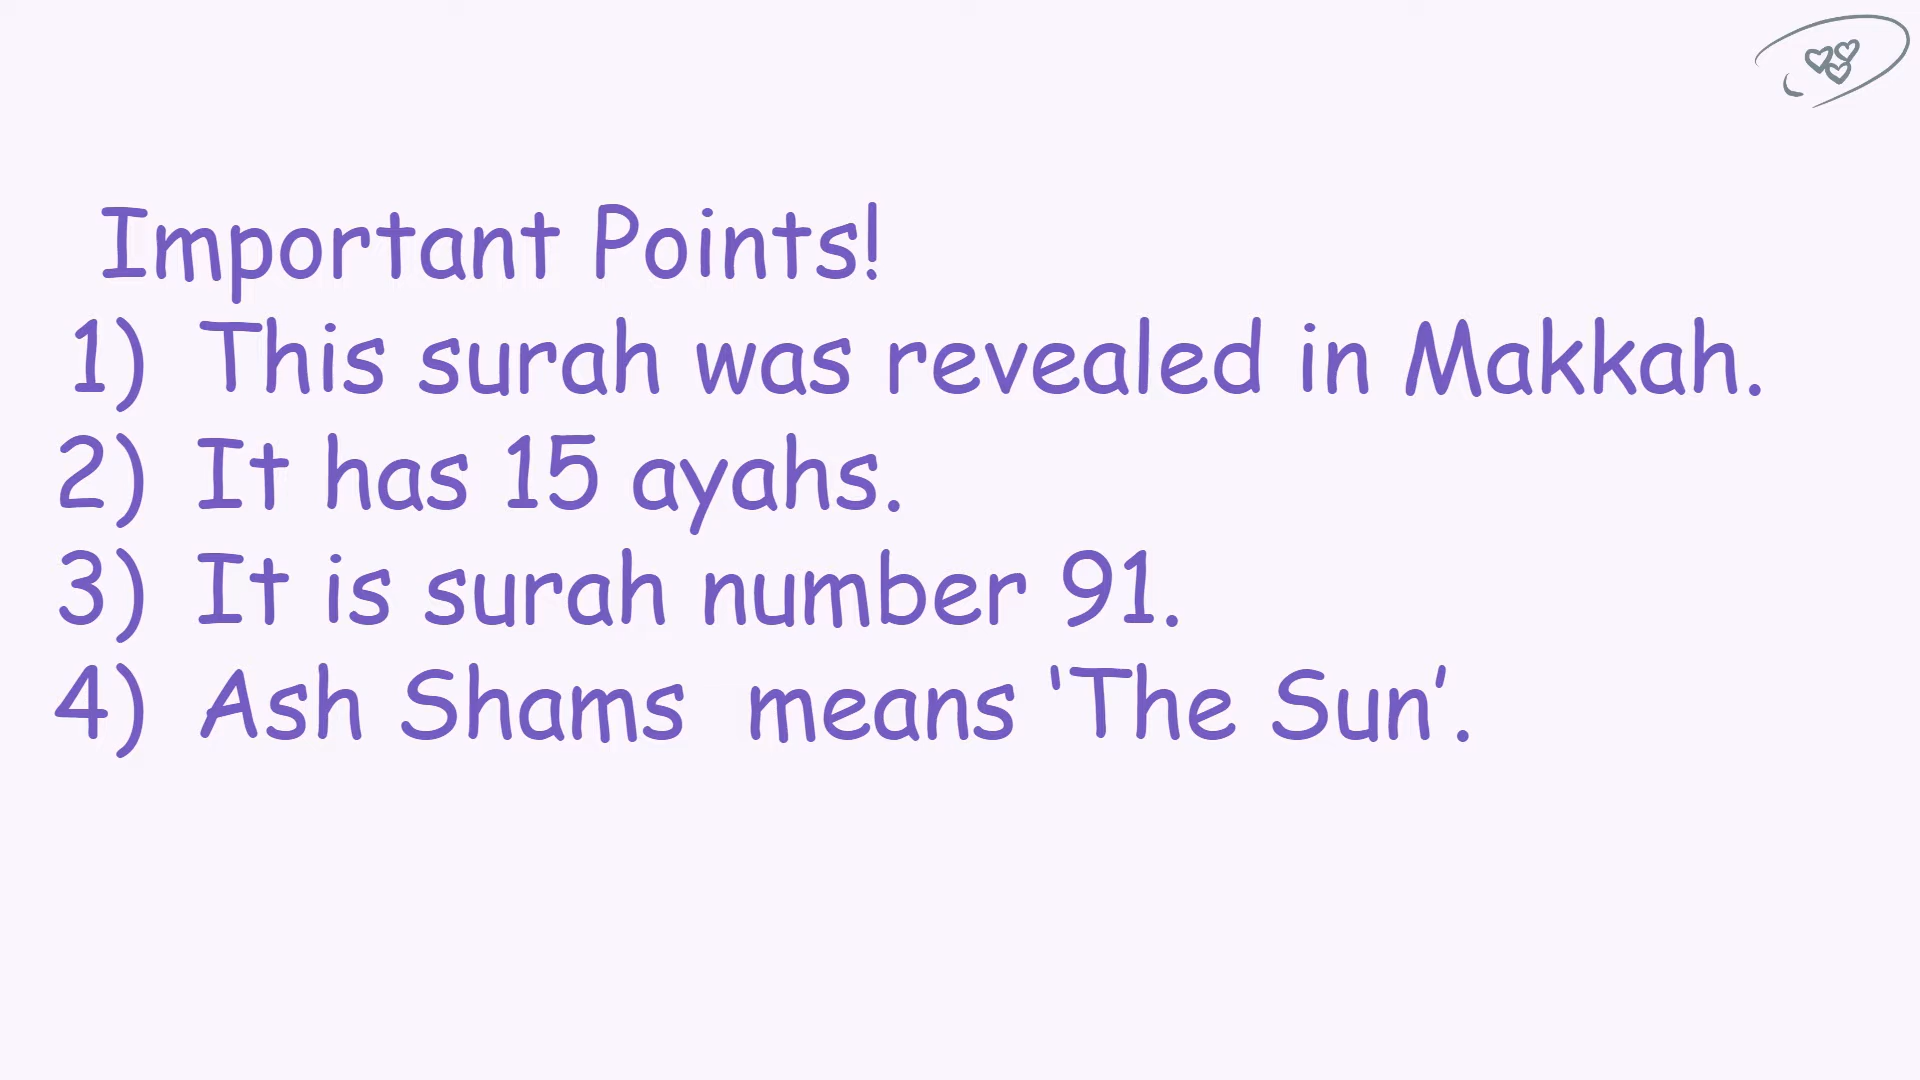 Important Points!
1) This surah was revealed in Makkah.
2) It has 15 ayahs.
3) It is surah number 91.
4) Ash Shams  means ‘The Sun’.